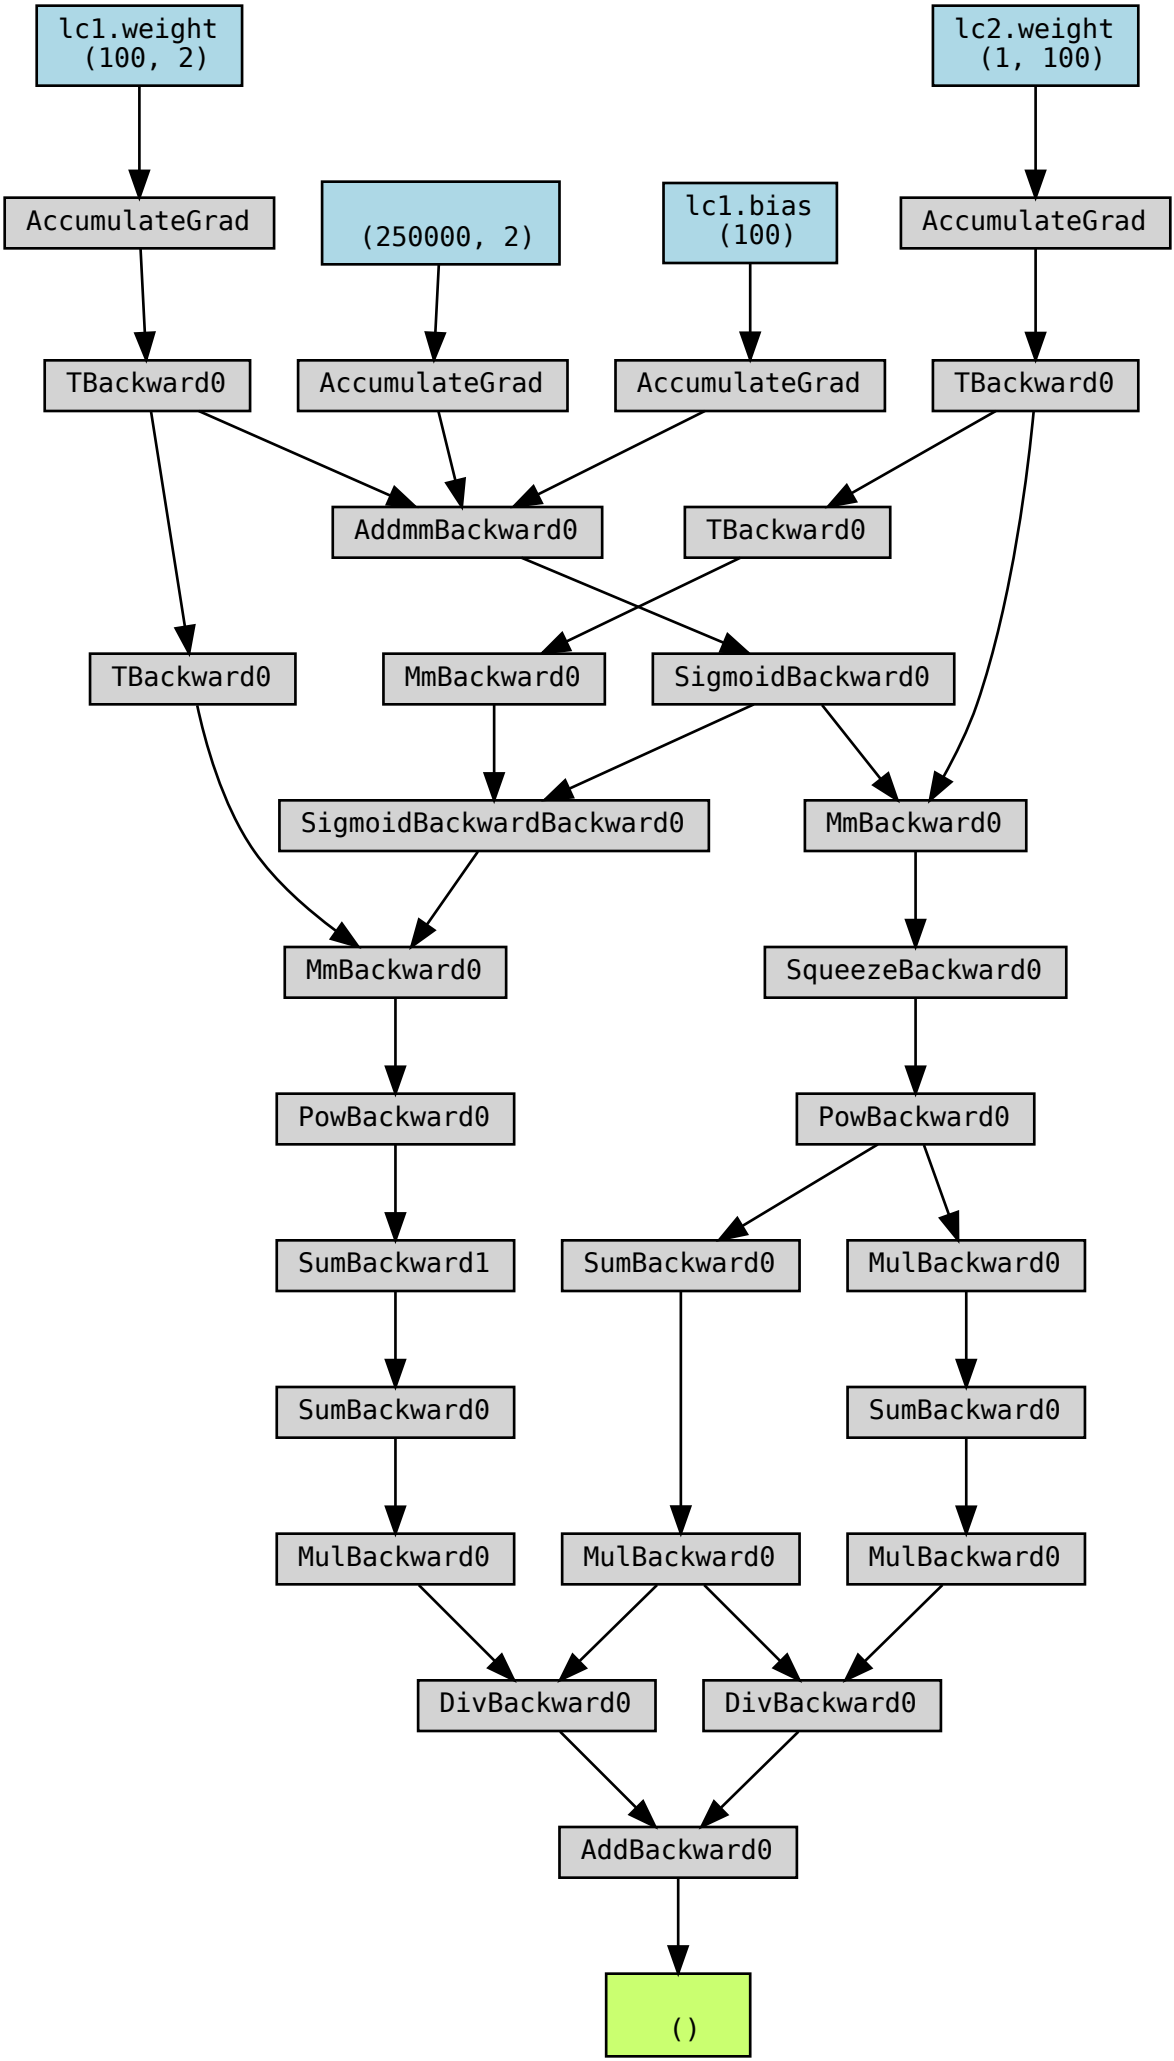 lc1.weight
(100, 2)
lc2.weight
(1, 100)
AccumulateGrad
(250000, 2)
lc1.bias
(100)
AccumulateGrad
TBackward0
AccumulateGrad
AccumulateGrad
TBackward0
AddmmBackward0
TBackward0
TBackward0
MmBackward0
SigmoidBackward0
SigmoidBackwardBackward0
MmBackward0
MmBackward0
SqueezeBackward0
PowBackward0
PowBackward0
SumBackward1
SumBackward0
MulBackward0
SumBackward0
SumBackward0
MulBackward0
MulBackward0
MulBackward0
DivBackward0
DivBackward0
AddBackward0
()